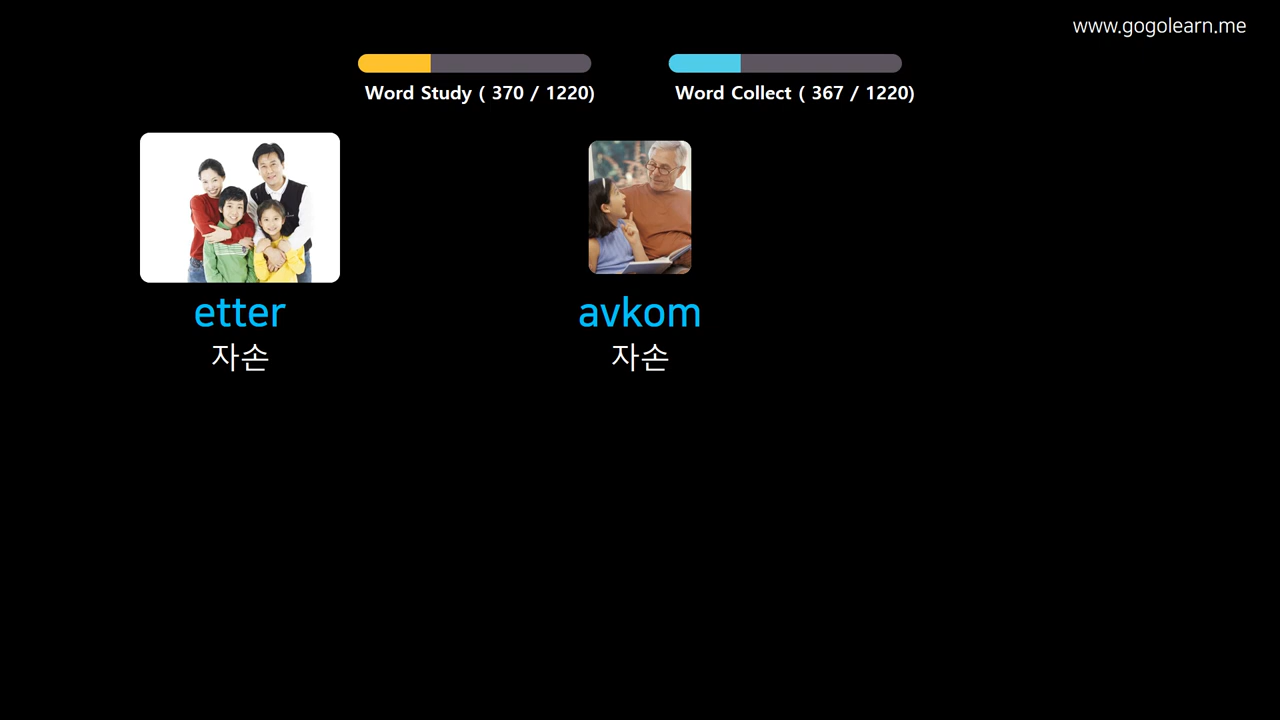 www.gogolearn.me
Word Study ( 370 / 1220)
Word Collect ( 367 / 1220)
etter
자손
avkom
자손